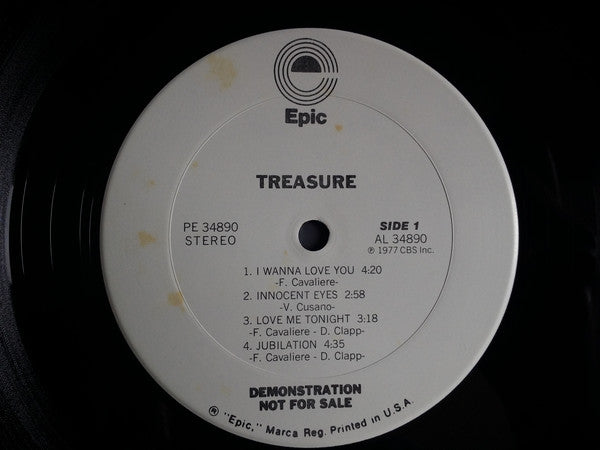 Epic
TREASURE
PE 34890
STEREO
SIDE 1
AL 34890
℗ 1977 CBS Inc.
1. I WANNA LOVE YOU 4:20
-F. Cavaliere-
2. INNOCENT EYES 2:58
-V. Cusano-
3. LOVE ME TONIGHT 3:18
-F. Cavaliere - D. Clapp-
4. JUBILATION 4:35
-F. Cavaliere - D. Clapp-
DEMONSTRATION
NOT FOR SALE
® "Epic," Marca Reg. Printed in U.S.A.